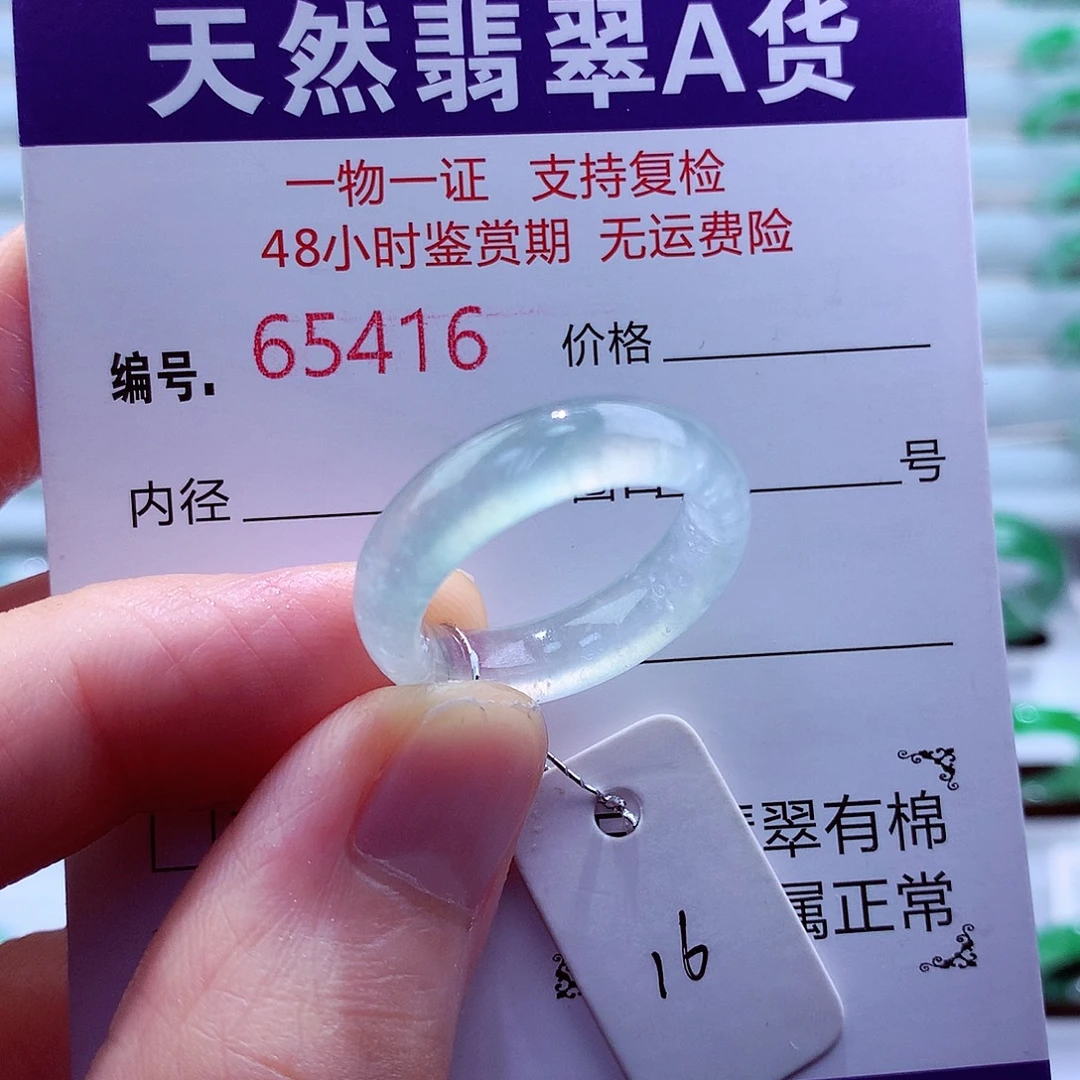 天然翡翠A货
一物一证 支持复检
48小时鉴赏期 无运费险
编号. 65416 价格
内径 号
翠有棉
属正常
16